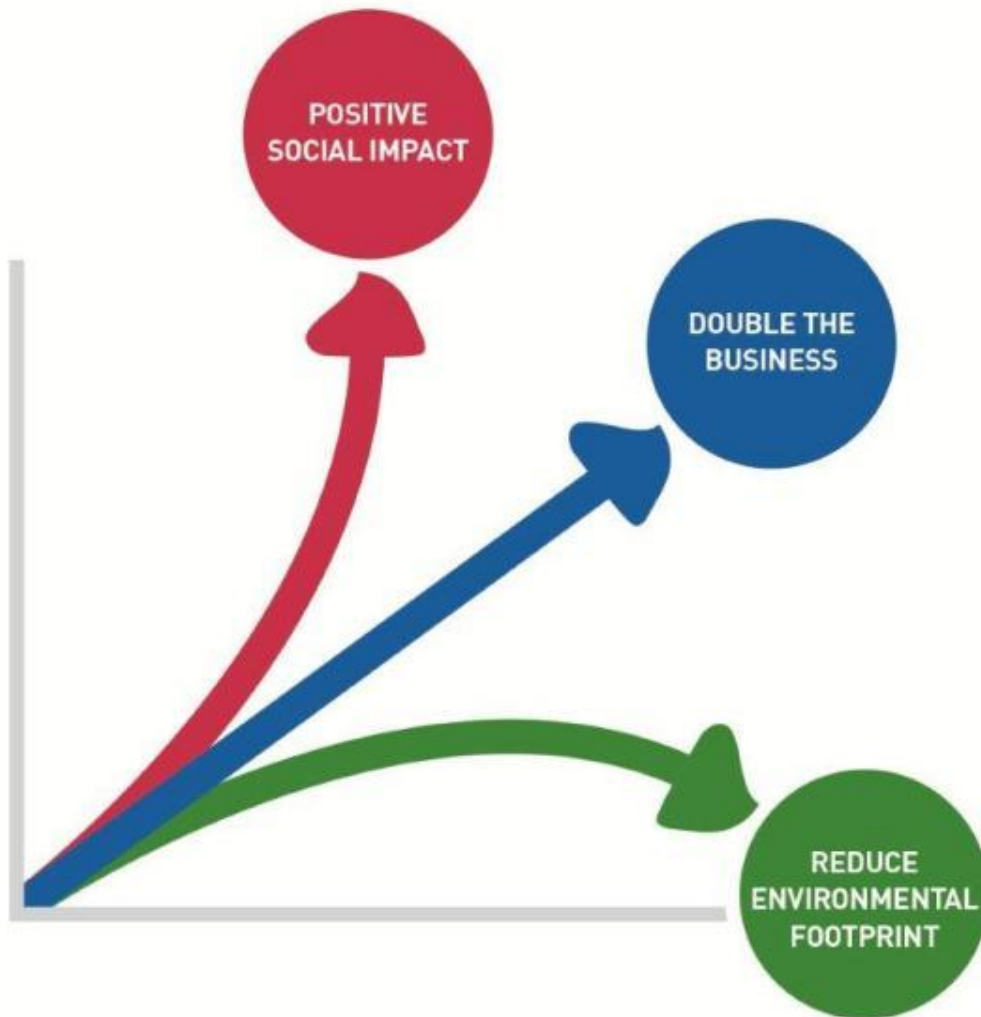 POSITIVE
SOCIAL IMPACT
DOUBLE THE
BUSINESS
REDUCE
ENVIRONMENTAL
FOOTPRINT